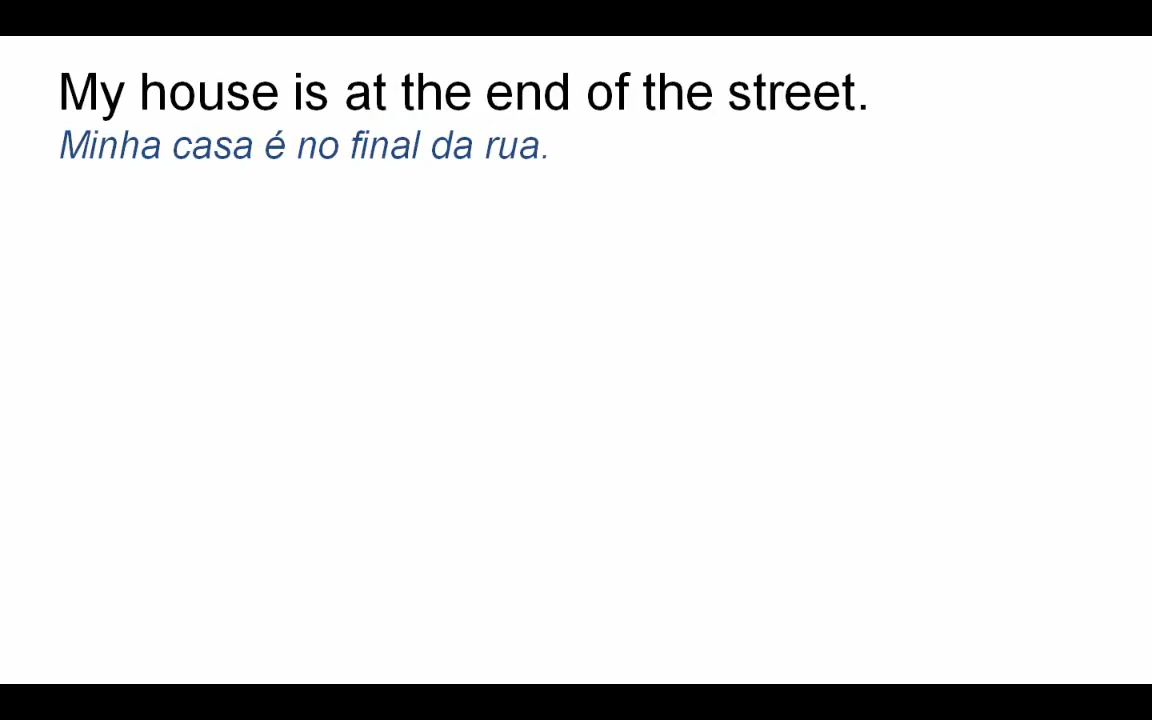 My house is at the end of the street.
Minha casa é no final da rua.